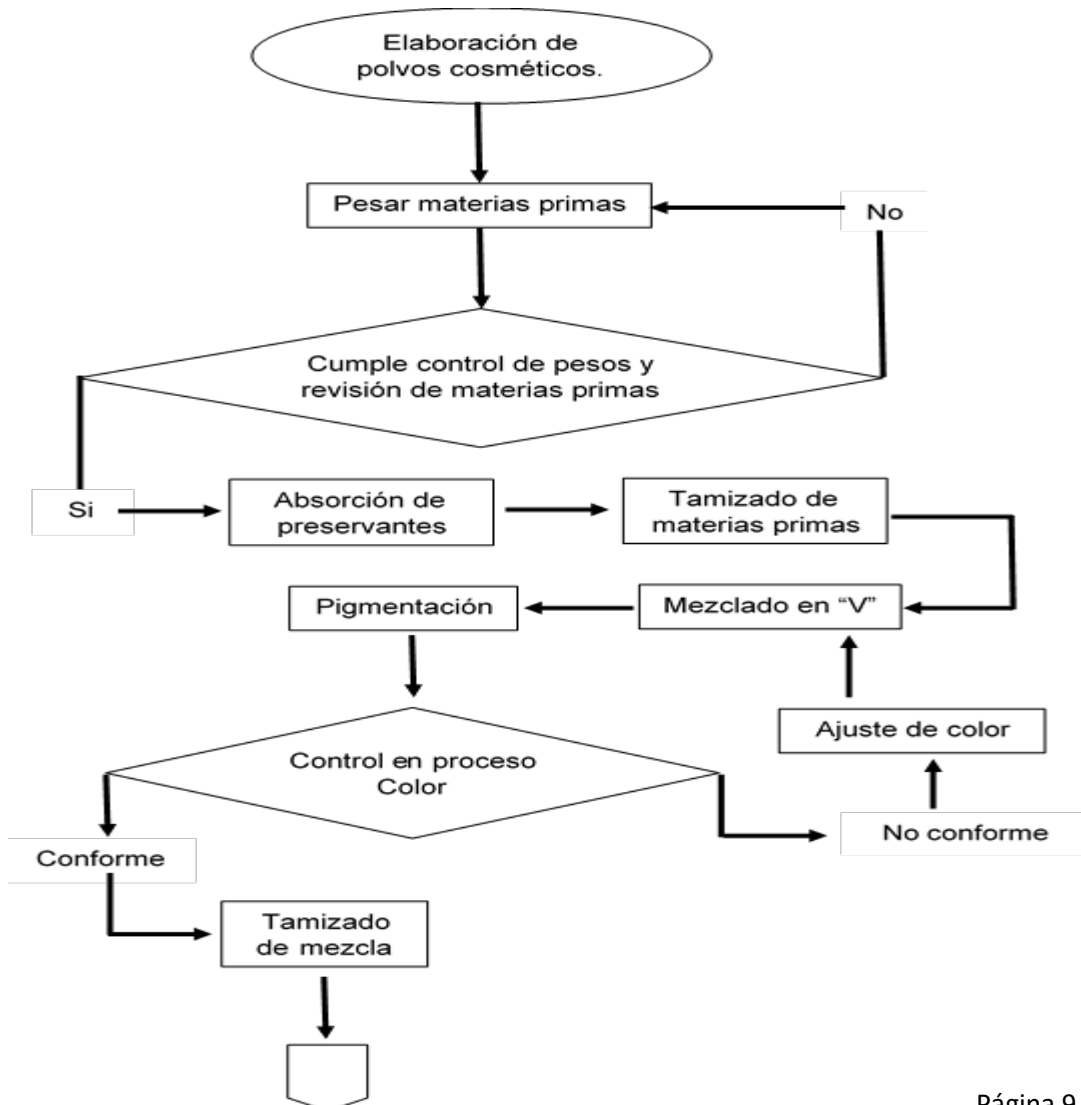 Elaboración de
polvos cosméticos.
Pesar materias primas
No
Cumple control de pesos y
revisión de materias primas
Si
Absorción de
preservantes
Tamizado de
materias primas
Pigmentación
Mezclado en “V”
Ajuste de color
Control en proceso
Color
No conforme
Conforme
Tamizado
de mezcla
Página 9